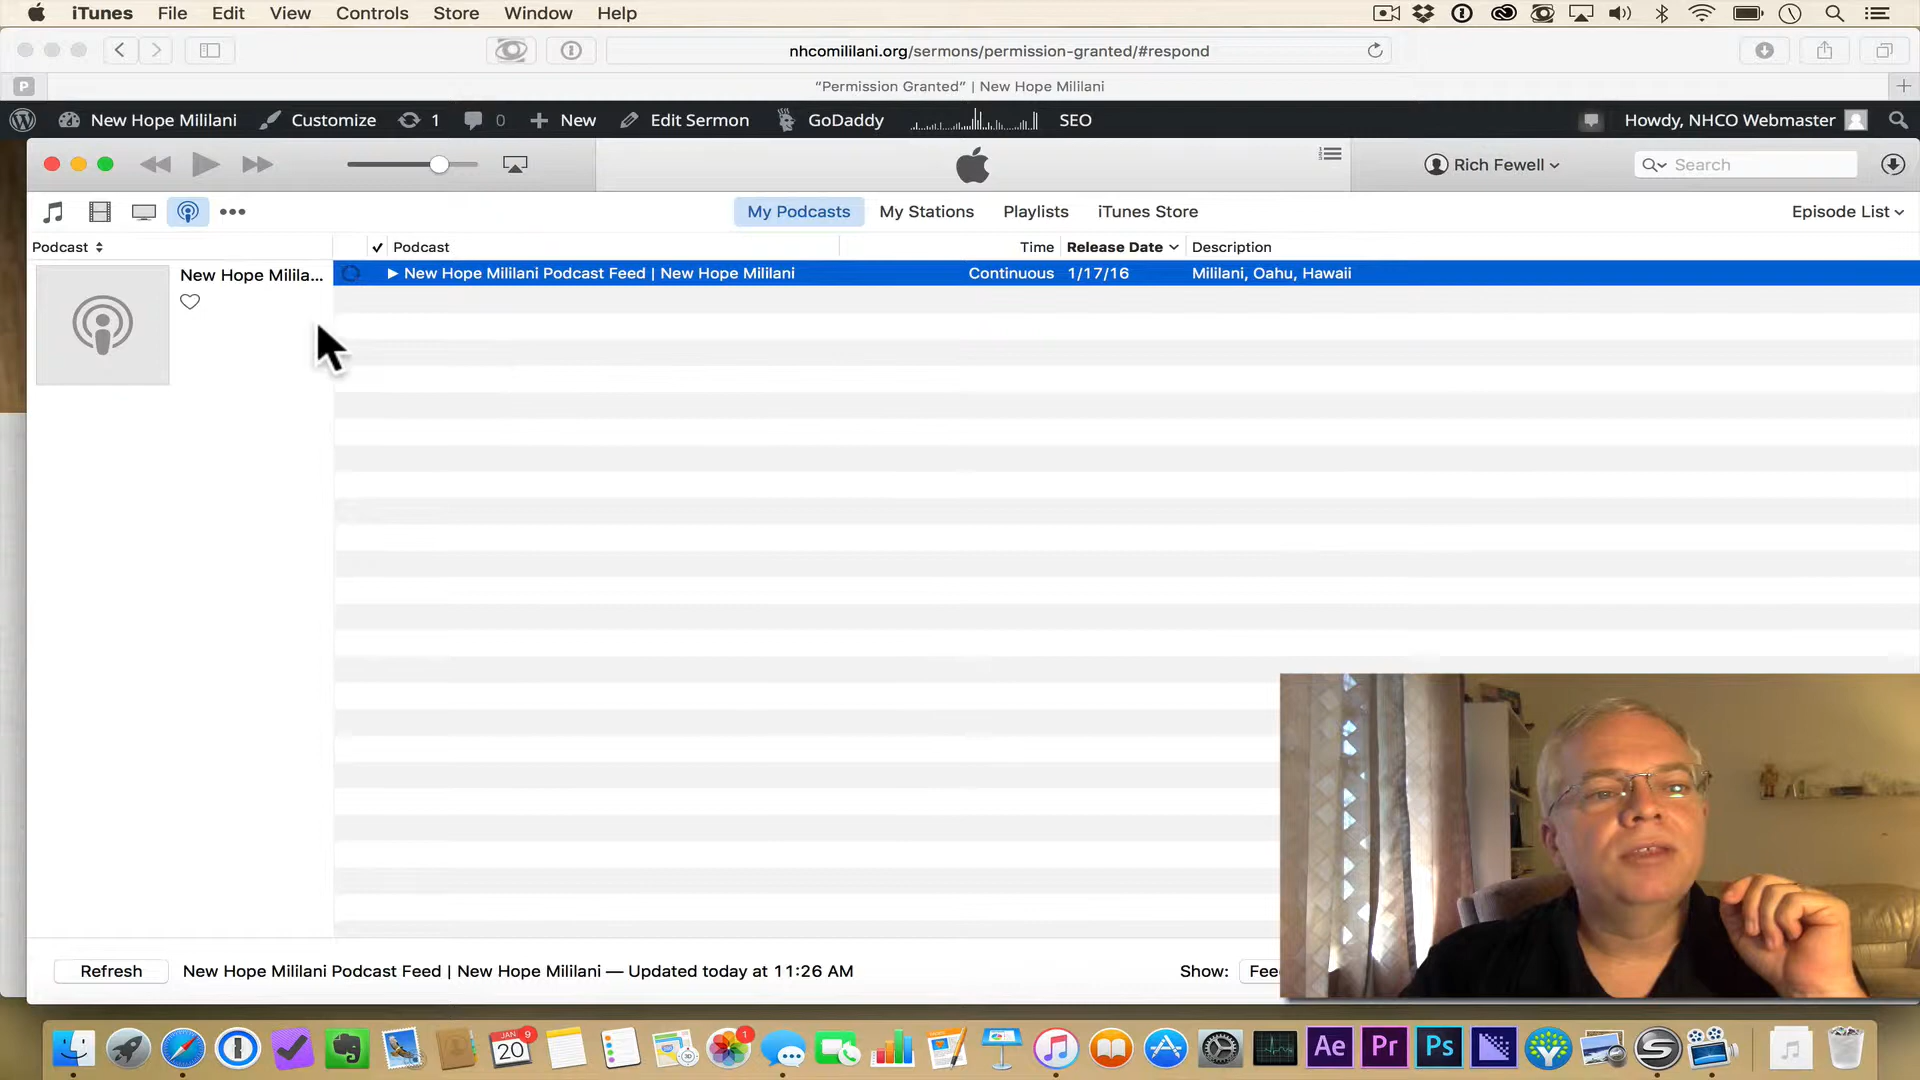 iTunes File Edit View Controls Store Window Help
nhcomililani.org/sermons/permission-granted/#respond
P “Permission Granted” | New Hope Mililani
New Hope Mililani Customize 1 0 New Edit Sermon GoDaddy SEO Howdy, NHCO Webmaster
Rich Fewell Search
My Podcasts My Stations Playlists iTunes Store Episode List
Podcast ✓ Podcast Time Release Date Description
New Hope Milila... New Hope Mililani Podcast Feed | New Hope Mililani Continuous 1/17/16 Mililani, Oahu, Hawaii
Refresh New Hope Mililani Podcast Feed | New Hope Mililani — Updated today at 11:26 AM Show: Fee
JAN 9 1
20 Ae Pr Ps